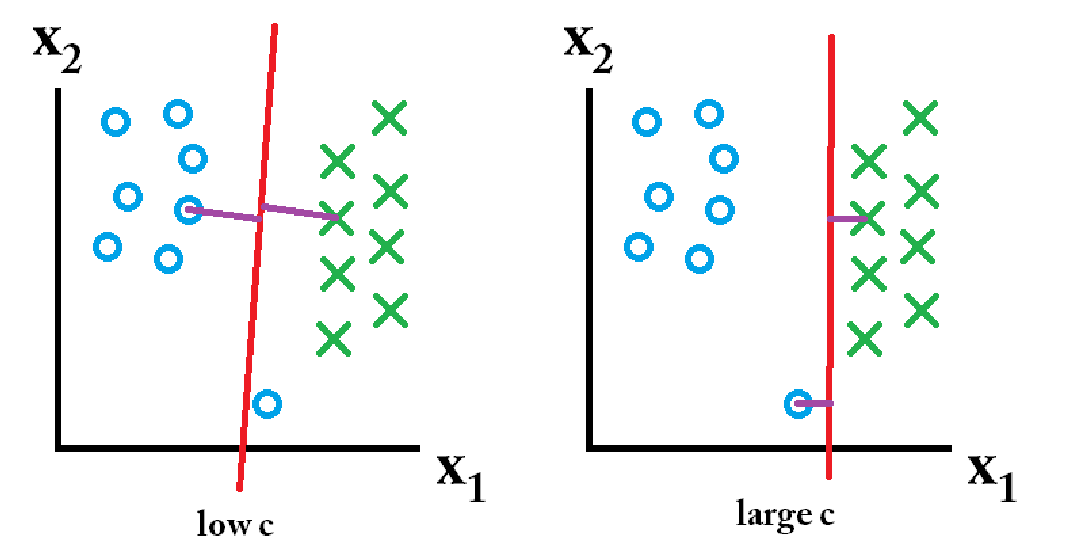 x₂
x₁
low c
x₂
x₁
large c